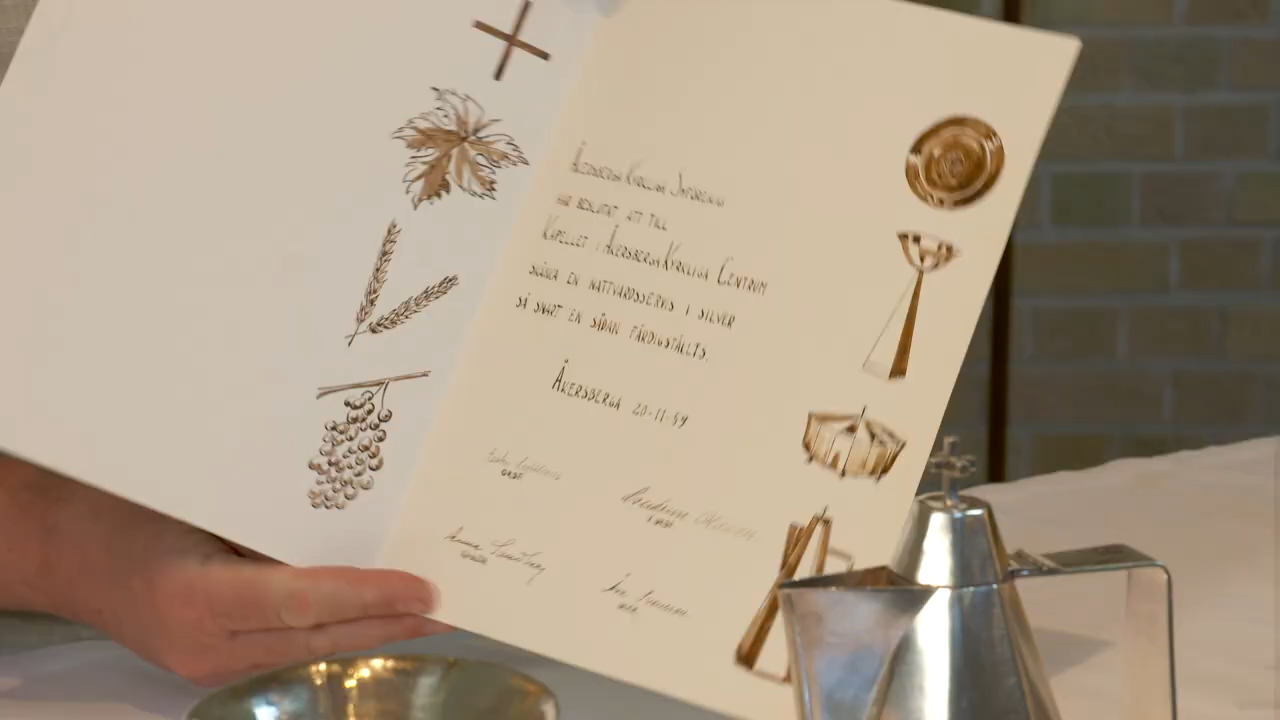 ÅKERSBERGA KYRKLIGA SYFÖRENING
HAR BESLUTAT, ATT TILL
KAPELLET I ÅKERSBERGA KYRKLIGA CENTRUM
SKÄNKA EN NATTVARDSSERVIS I SILVER
SÅ SNART EN SÅDAN FÄRDIGSTÄLLTS.
ÅKERSBERGA 20-11-59